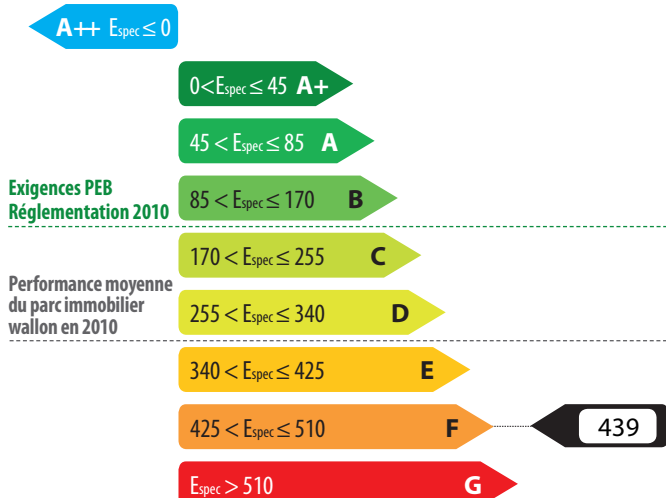 A++ Espec ≤ 0
0 < Espec ≤ 45 A+
45 < Espec ≤ 85 A
Exigences PEB
Réglementation 2010
85 < Espec ≤ 170 B
170 < Espec ≤ 255 C
Performance moyenne
du parc immobilier
wallon en 2010
255 < Espec ≤ 340 D
340 < Espec ≤ 425 E
425 < Espec ≤ 510 F
439
Espec > 510 G